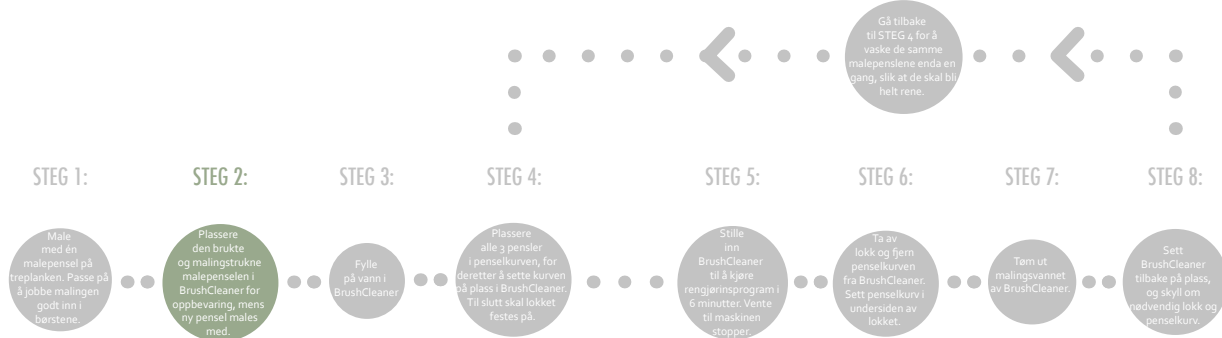 Gå tilbake
til STEG 4 for å
vaske de samme
malepenslene enda en
gang, slik at de skal bli
helt rene.
STEG 1:
STEG 2:
STEG 3:
STEG 4:
STEG 5:
STEG 6:
STEG 7:
STEG 8:
Male
med én
malepensel på
treplanken. Passe på
å jobbe malingen
godt inn i
børstene.
Plassere
den brukte
og malingstrukne
malepenselen i
BrushCleaner for
oppbevaring, mens
ny pensel males
med.
Fylle
på vann i
BrushCleaner
Plassere
alle 3 pensler
i penselkurven, for
deretter å sette kurven
på plass i BrushCleaner.
Til slutt skal lokket
festes på.
Stille
inn
BrushCleaner
til å kjøre
rengjørinsprogram i
6 minutter. Vente
til maskinen
stopper.
Ta av
lokk og fjern
penselkurven
fra BrushCleaner.
Sett penselkurv i
undersiden av
lokket.
Tøm ut
malingsvannet
av BrushCleaner.
Sett
BrushCleaner
tilbake på plass,
og skyll om
nødvendig lokk og
penselkurv.